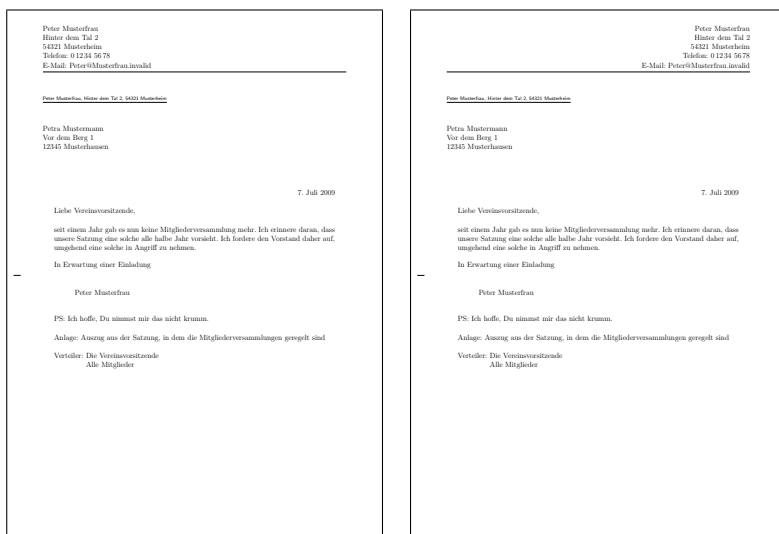 Peter Musterfrau
Hinter dem Tal 2
54321 Musterheim
Telefon: 0 12 34 56 78
E-Mail: Peter@Musterfrau.invalid
Peter Musterfrau, Hinter dem Tal 2, 54321 Musterheim
Petra Mustermann
Vor dem Berg 1
12345 Musterhausen
7. Juli 2009
Liebe Vereinsvorsitzende,
seit einem Jahr gab es nun keine Mitgliederversammlung mehr. Ich erinnere daran, dass
unsere Satzung eine solche alle halbe Jahr vorsieht. Ich fordere den Vorstand daher auf,
umgehend eine solche in Angriff zu nehmen.
In Erwartung einer Einladung
Peter Musterfrau
PS: Ich hoffe, Du nimmst mir das nicht krumm.
Anlage: Auszug aus der Satzung, in dem die Mitgliederversammlungen geregelt sind
Verteiler: Die Vereinsvorsitzende
Alle Mitglieder
Peter Musterfrau
Hinter dem Tal 2
54321 Musterheim
Telefon: 0 12 34 56 78
E-Mail: Peter@Musterfrau.invalid
Peter Musterfrau, Hinter dem Tal 2, 54321 Musterheim
Petra Mustermann
Vor dem Berg 1
12345 Musterhausen
7. Juli 2009
Liebe Vereinsvorsitzende,
seit einem Jahr gab es nun keine Mitgliederversammlung mehr. Ich erinnere daran, dass
unsere Satzung eine solche alle halbe Jahr vorsieht. Ich fordere den Vorstand daher auf,
umgehend eine solche in Angriff zu nehmen.
In Erwartung einer Einladung
Peter Musterfrau
PS: Ich hoffe, Du nimmst mir das nicht krumm.
Anlage: Auszug aus der Satzung, in dem die Mitgliederversammlungen geregelt sind
Verteiler: Die Vereinsvorsitzende
Alle Mitglieder